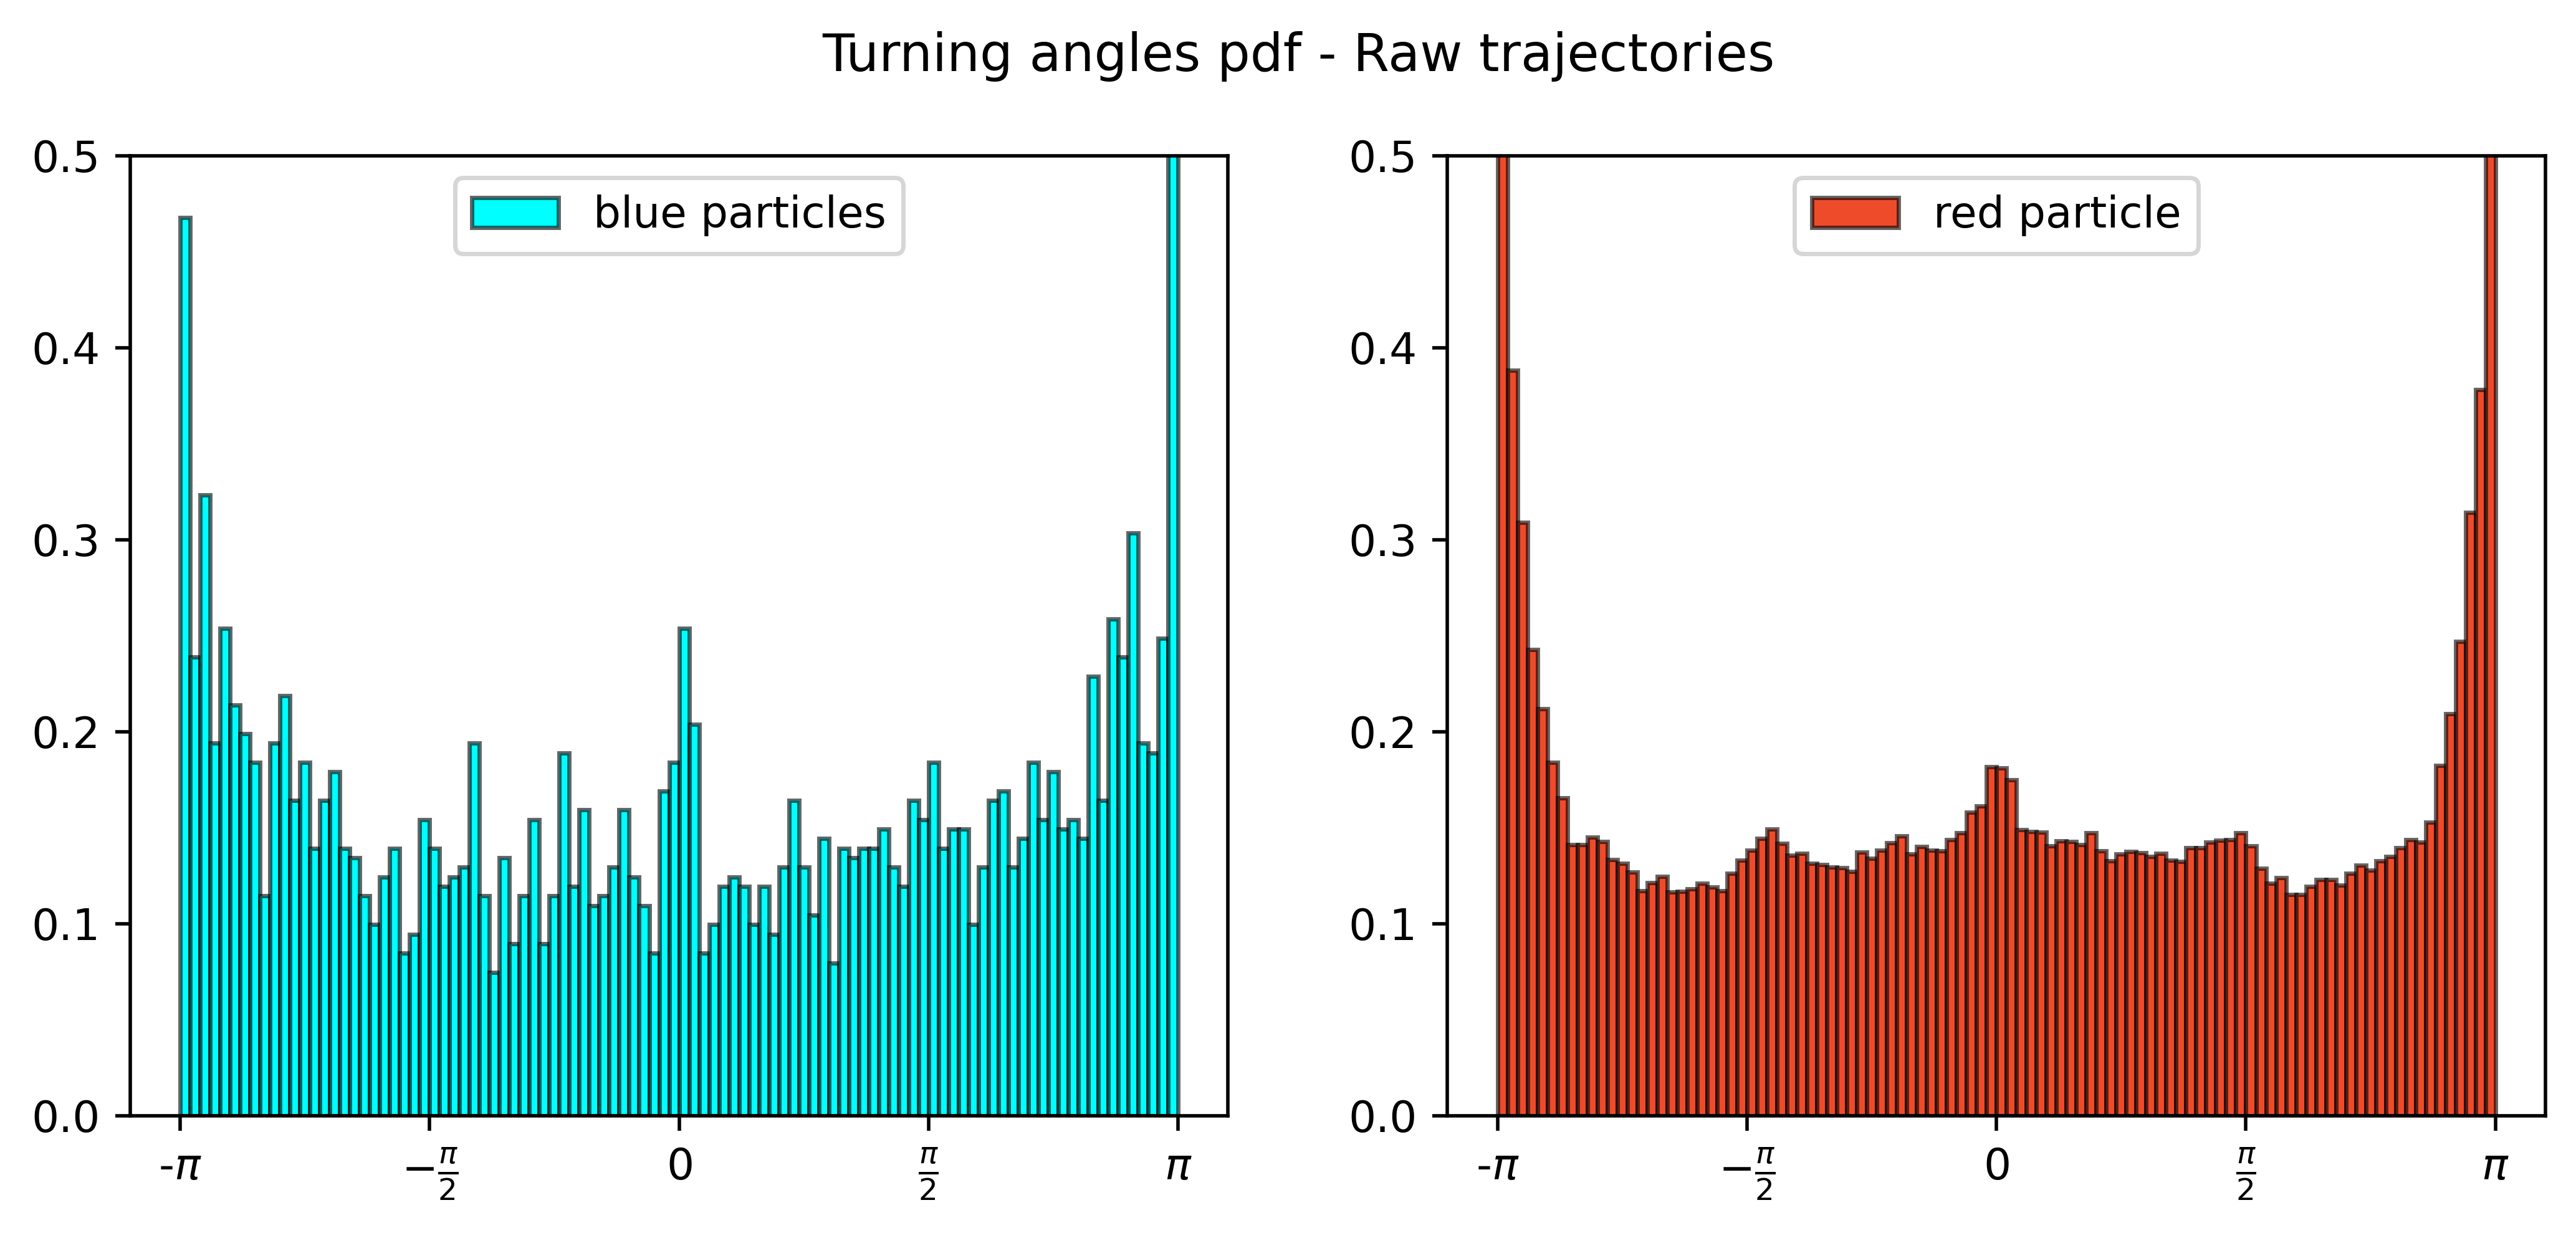 Turning angles pdf - Raw trajectories
blue particles
0.5
0.4
0.3
0.2
0.1
0.0
-π
−π/2
0
π/2
π
red particle
0.5
0.4
0.3
0.2
0.1
0.0
-π
−π/2
0
π/2
π